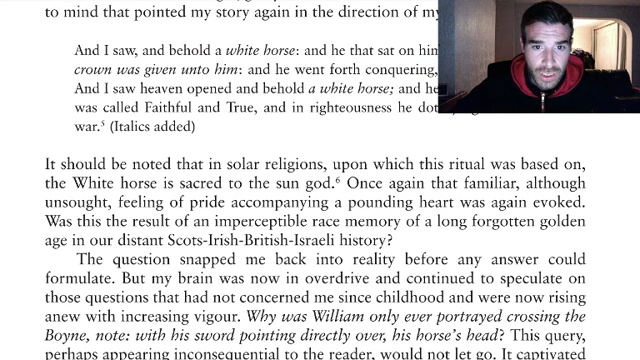 to mind that pointed my story again in the direction of my
And I saw, and behold a white horse: and he that sat on him
crown was given unto him: and he went forth conquering,
And I saw heaven opened and behold a white horse; and he
was called Faithful and True, and in righteousness he
war.⁵ (Italics added)
It should be noted that in solar religions, upon which this ritual was based on,
the White horse is sacred to the sun god.⁶ Once again that familiar, although
unsought, feeling of pride accompanying a pounding heart was again evoked.
Was this the result of an imperceptible race memory of a long forgotten golden
age in our distant Scots-Irish-British-Israeli history?
The question snapped me back into reality before any answer could
formulate. But my brain was now in overdrive and continued to speculate on
those questions that had not concerned me since childhood and were now rising
anew with increasing vigour. Why was William only ever portrayed crossing the
Boyne, note: with his sword pointing directly over, his horse's head? This query,
perhaps appearing inconsequential to the reader, would not let go. It captivated